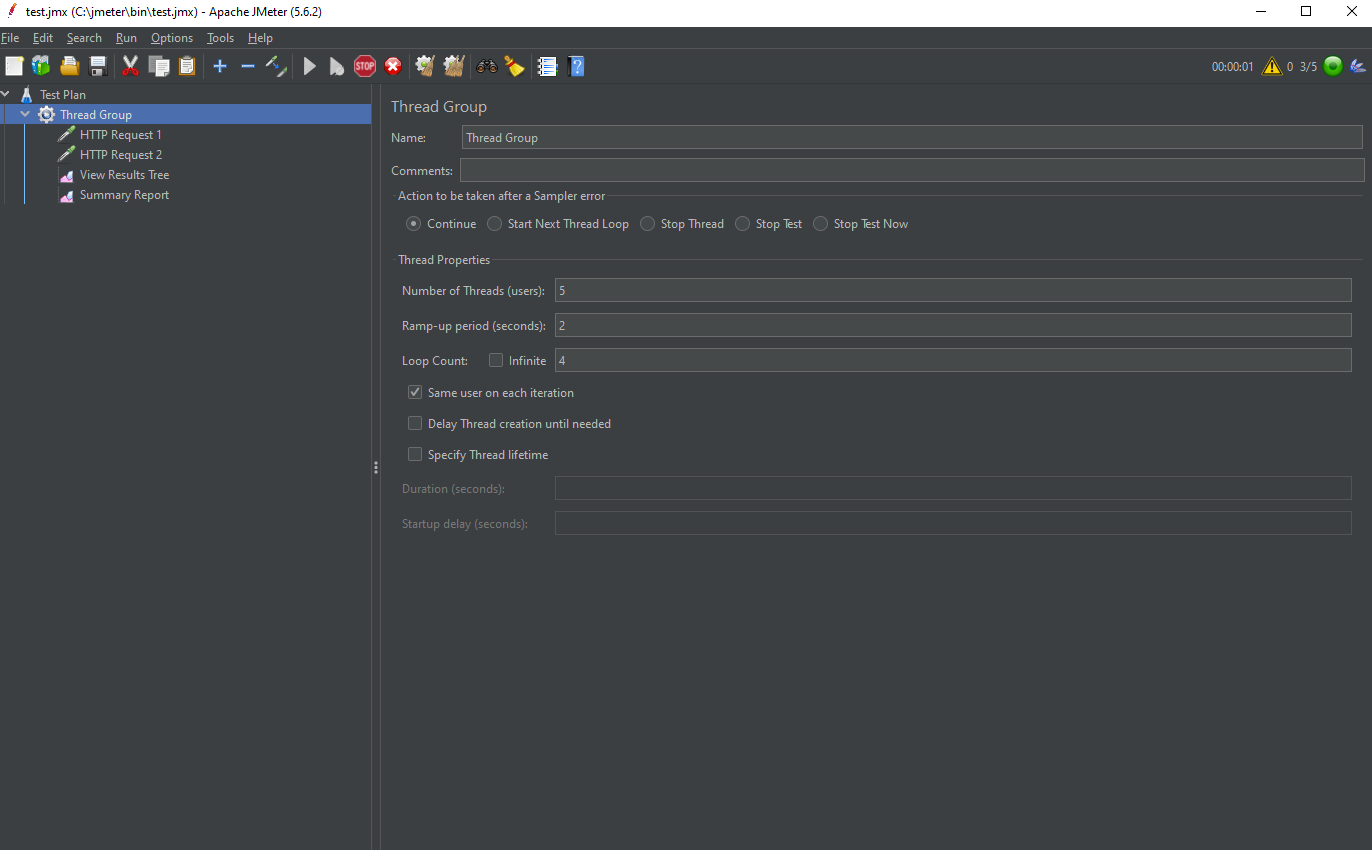 test.jmx (C:\jmeter\bin\test.jmx) - Apache JMeter (5.6.2)
File Edit Search Run Options Tools Help
STOP ? 00:00:01 0 3/5
Test Plan
Thread Group
HTTP Request 1
HTTP Request 2
View Results Tree
Summary Report
Thread Group
Name: Thread Group
Comments:
Action to be taken after a Sampler error
Continue Start Next Thread Loop Stop Thread Stop Test Stop Test Now
Thread Properties
Number of Threads (users): 5
Ramp-up period (seconds): 2
Loop Count: Infinite 4
Same user on each iteration
Delay Thread creation until needed
Specify Thread lifetime
Duration (seconds):
Startup delay (seconds):